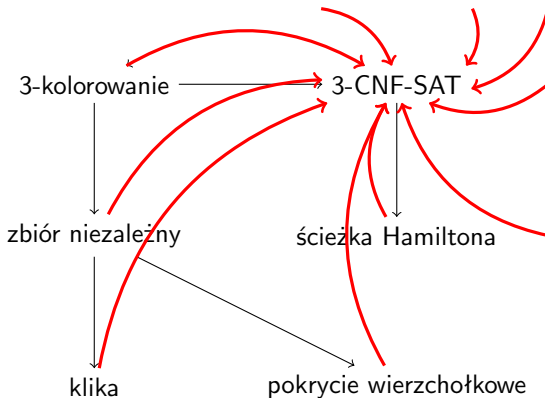 3-kolorowanie
3-CNF-SAT
zbiór niezależny
ścieżka Hamiltona
klika
pokrycie wierzchołkowe